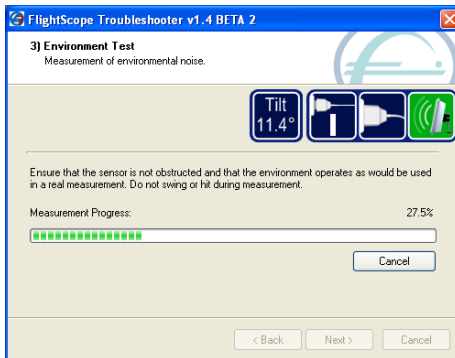 FlightScope Troubleshooter v1.4 BETA 2
3) Environment Test
Measurement of environmental noise.
Tilt
11.4°
Ensure that the sensor is not obstructed and that the environment operates as would be used
in a real measurement. Do not swing or hit during measurement.
Measurement Progress: 27.5%
Cancel
< Back Next > Cancel